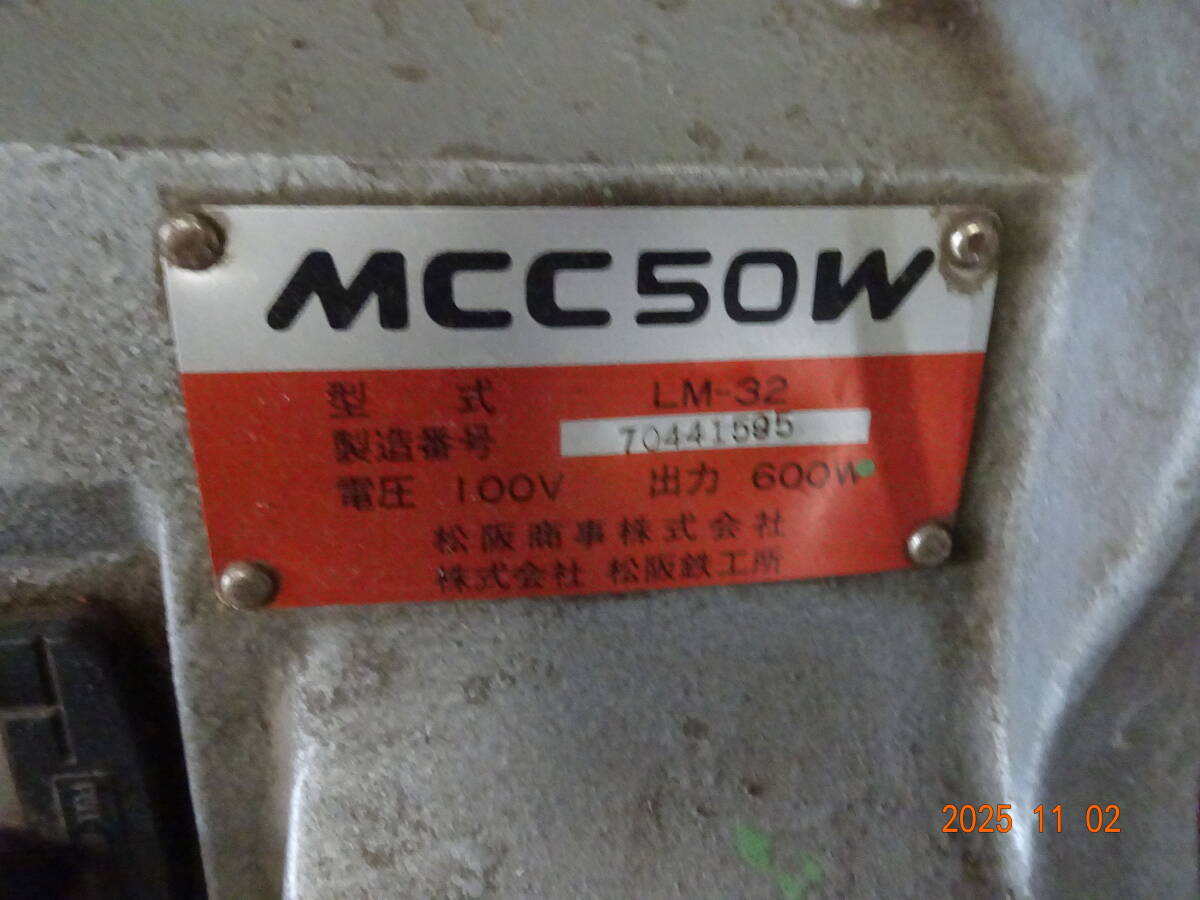 MCC50W
型式 LM-32
製造番号 70441595
電圧 100V 出力 600W
松阪商事株式会社
株式会社 松阪鉄工所
2025 11 02